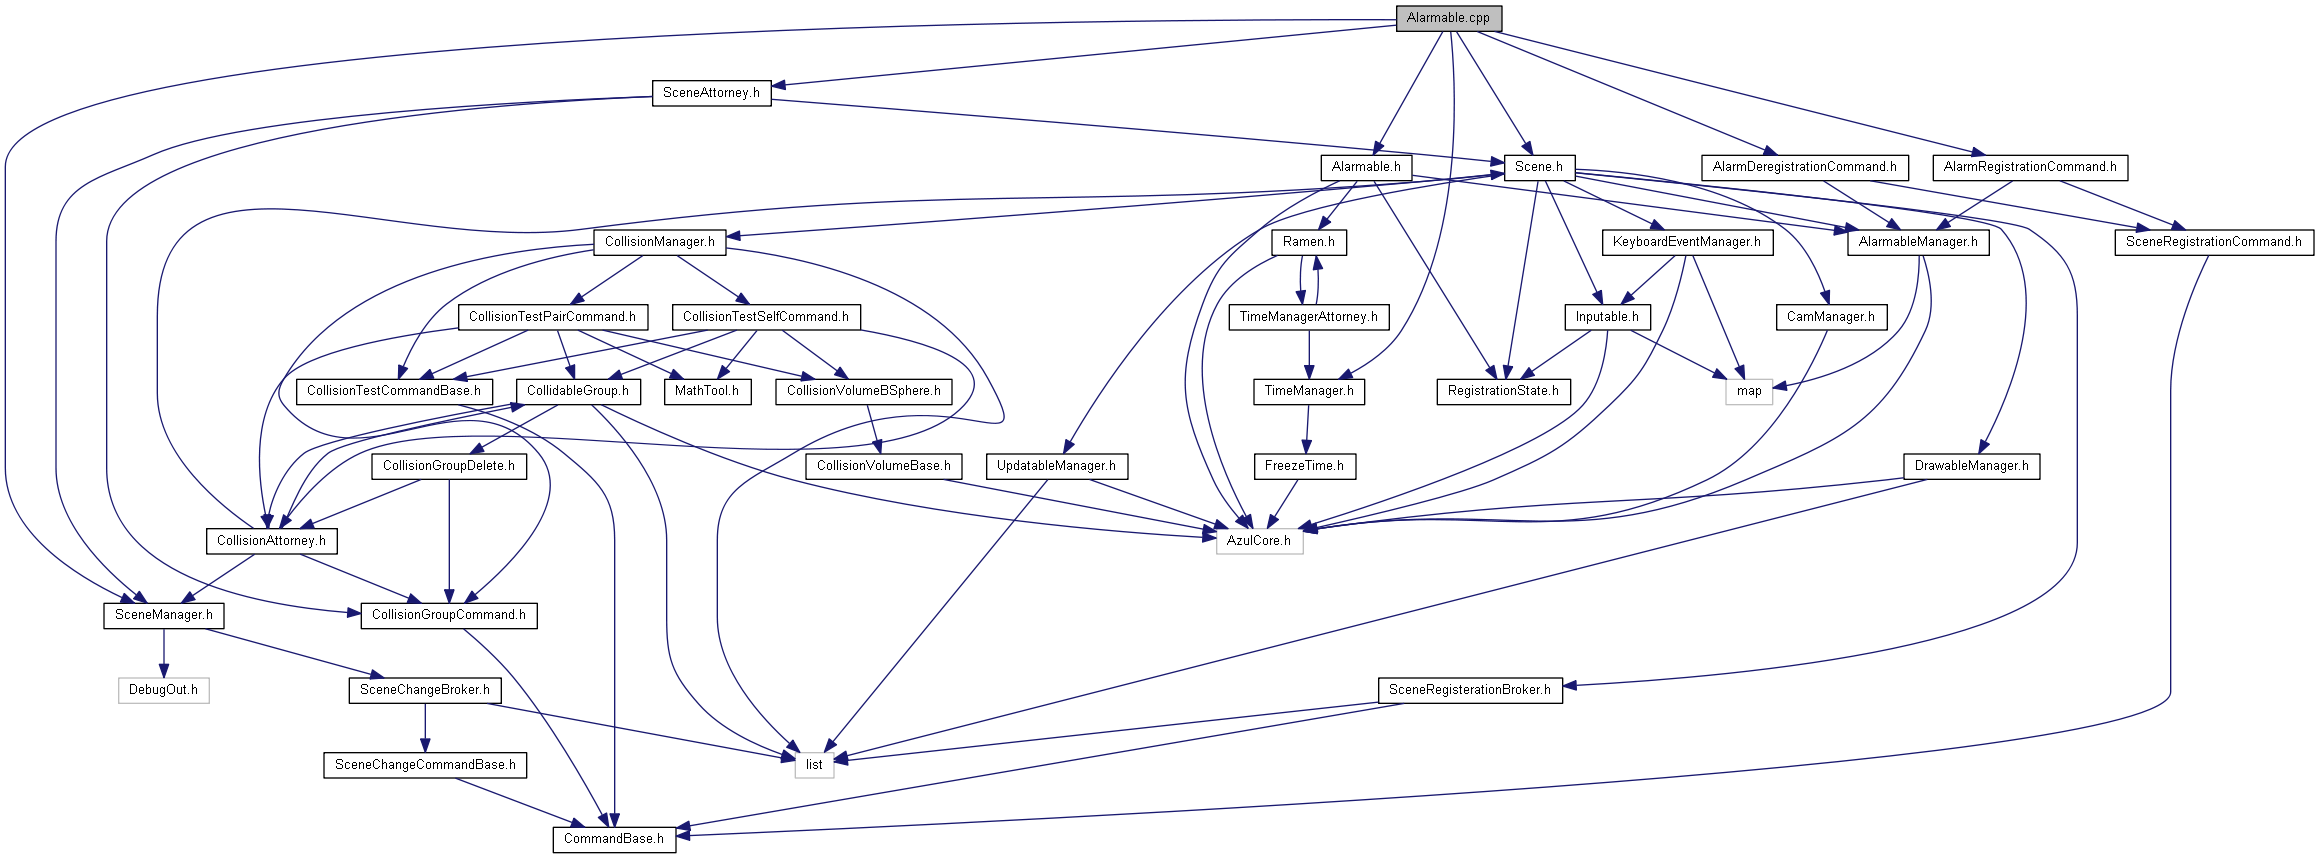 Alarmable.cpp
SceneAttorney.h
Alarmable.h
Scene.h
AlarmDeregistrationCommand.h
AlarmRegistrationCommand.h
CollisionManager.h
Ramen.h
KeyboardEventManager.h
AlarmableManager.h
SceneRegistrationCommand.h
CollisionTestPairCommand.h
CollisionTestSelfCommand.h
TimeManagerAttorney.h
Inputable.h
CamManager.h
CollisionTestCommandBase.h
CollidableGroup.h
MathTool.h
CollisionVolumeBSphere.h
TimeManager.h
RegistrationState.h
map
CollisionGroupDelete.h
CollisionVolumeBase.h
UpdatableManager.h
FreezeTime.h
DrawableManager.h
CollisionAttorney.h
AzulCore.h
SceneManager.h
CollisionGroupCommand.h
DebugOut.h
SceneChangeBroker.h
SceneRegisterationBroker.h
SceneChangeCommandBase.h
list
CommandBase.h